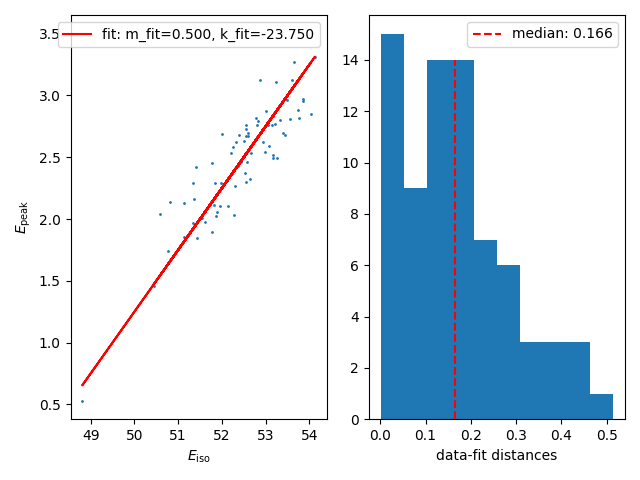 fit: m_fit=0.500, k_fit=-23.750
3.5
3.0
2.5
2.0
1.5
1.0
0.5
E_peak
49 50 51 52 53 54
E_iso
median: 0.166
14
12
10
8
6
4
2
0
0.0 0.1 0.2 0.3 0.4 0.5
data-fit distances